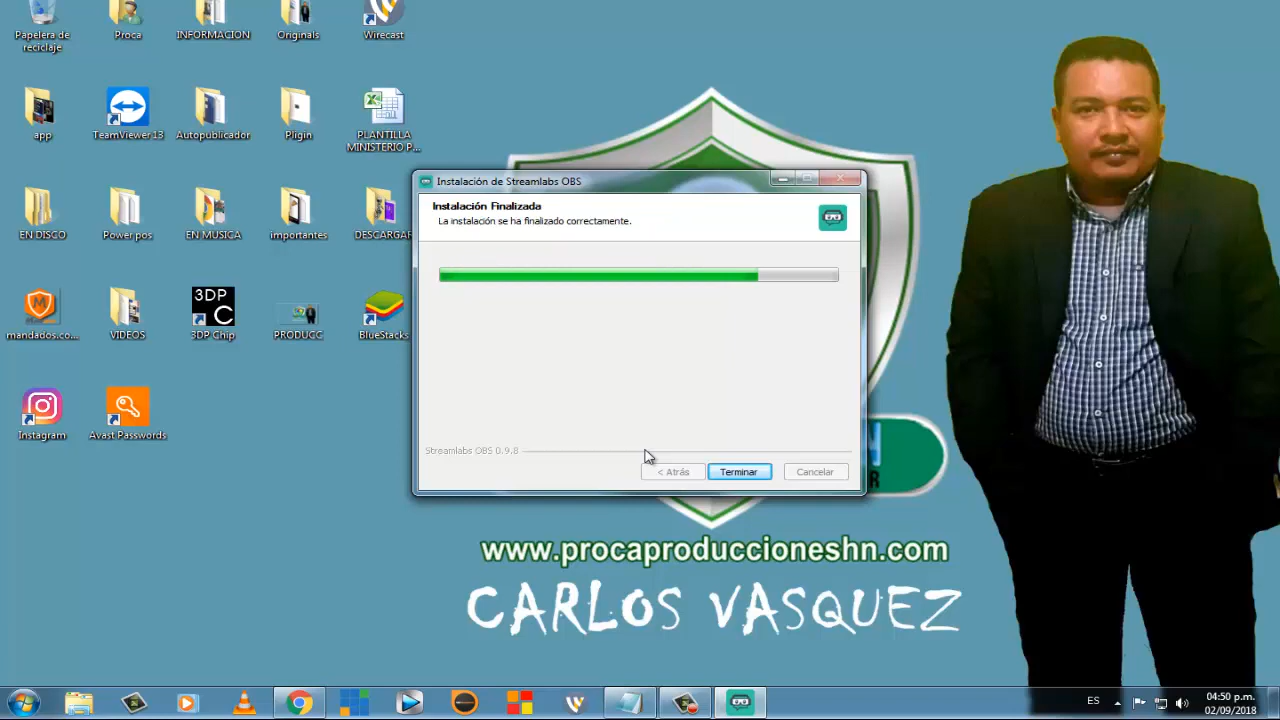 Papelera de
reciclaje
Proca
INFORMACION
Originals
Wirecast
app
TeamViewer 13
Autopublicador
Pligin
PLANTILLA
MINISTERIO P...
EN DISCO
Power pos
EN MUSICA
importantes
DESCARGAR
mandados.co...
VIDEOS
3DP
C
3DP Chip
PRODUCC
BlueStacks
Instagram
Avast Passwords
Instalación de Streamlabs OBS
Instalación Finalizada
La instalación se ha finalizado correctamente.
Streamlabs OBS 0.9.8
< Atrás
Terminar
Cancelar
www.procaproduccioneshn.com
CARLOS VASQUEZ
ES
04:50 p.m.
02/09/2018